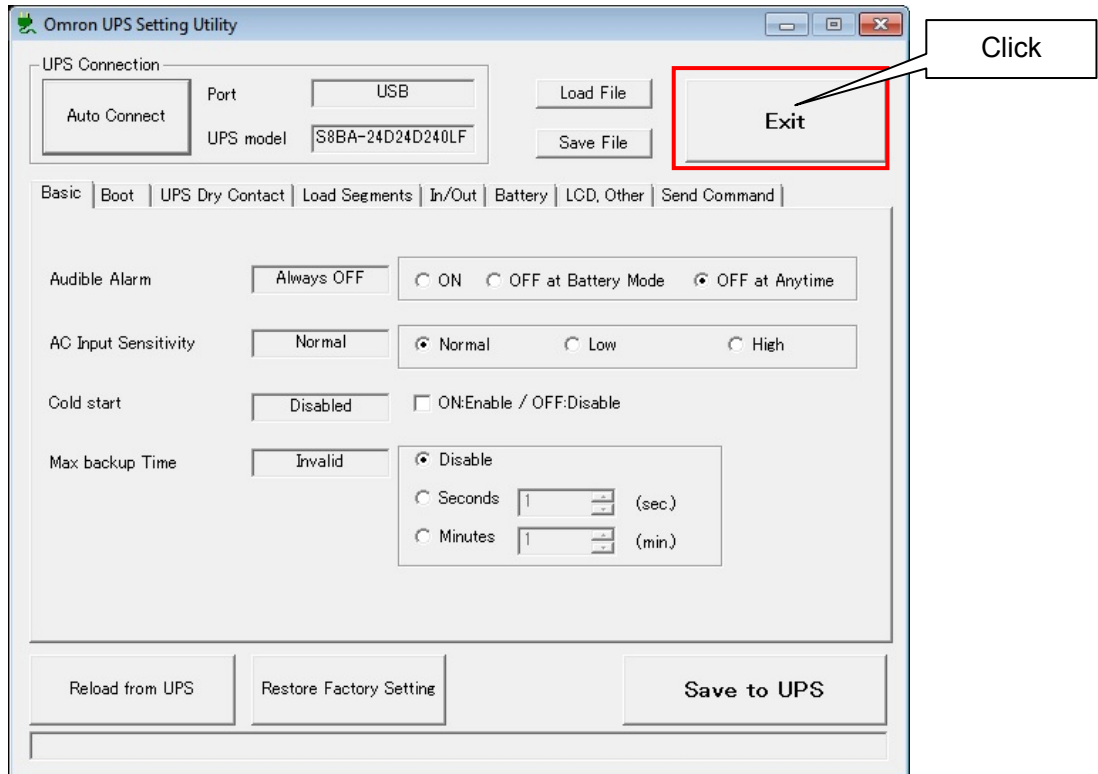 Omron UPS Setting Utility
Click
UPS Connection
Auto Connect
Port
USB
UPS model
S8BA-24D24D240LF
Load File
Save File
Exit
Basic
Boot
UPS Dry Contact
Load Segments
In/Out
Battery
LCD, Other
Send Command
Audible Alarm
Always OFF
ON
OFF at Battery Mode
OFF at Anytime
AC Input Sensitivity
Normal
Normal
Low
High
Cold start
Disabled
ON:Enable / OFF:Disable
Max backup Time
Invalid
Disable
Seconds
1
(sec.)
Minutes
1
(min.)
Reload from UPS
Restore Factory Setting
Save to UPS